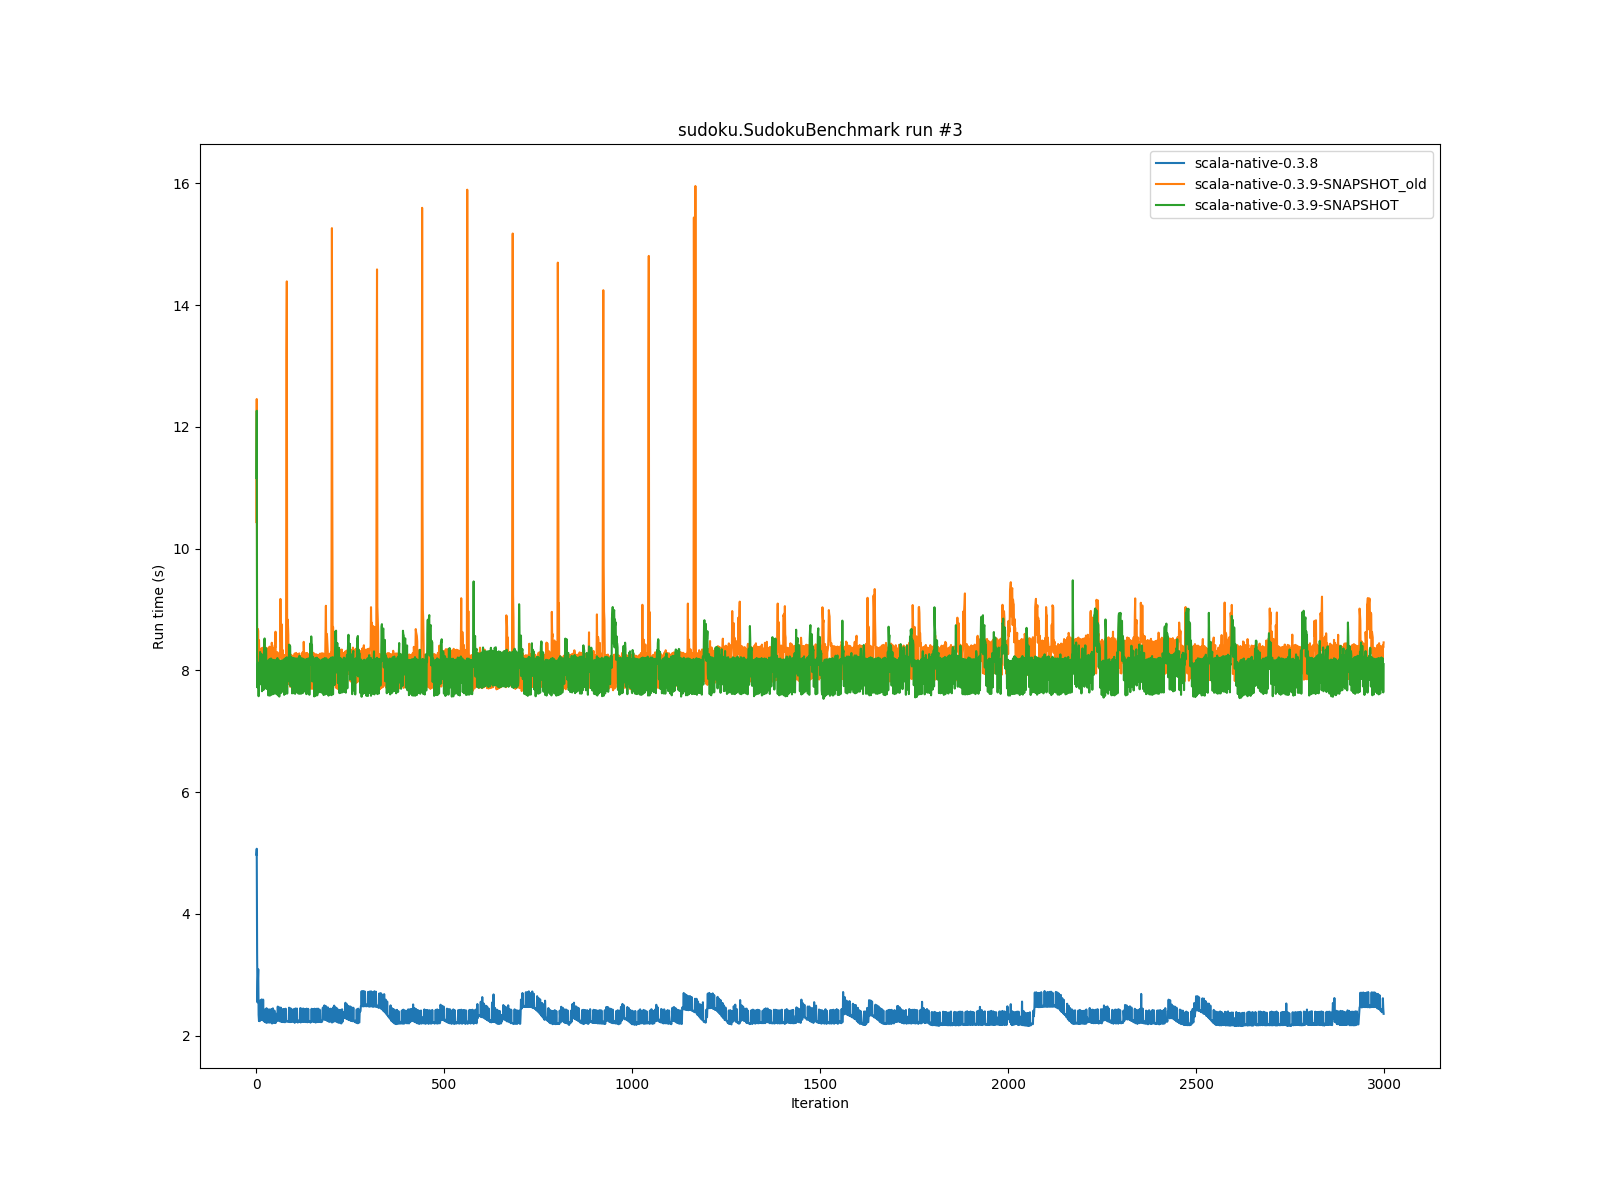 sudoku.SudokuBenchmark run #3
scala-native-0.3.8
scala-native-0.3.9-SNAPSHOT_old
scala-native-0.3.9-SNAPSHOT
16
14
12
10
8
6
4
2
Run time (s)
0 500 1000 1500 2000 2500 3000
Iteration